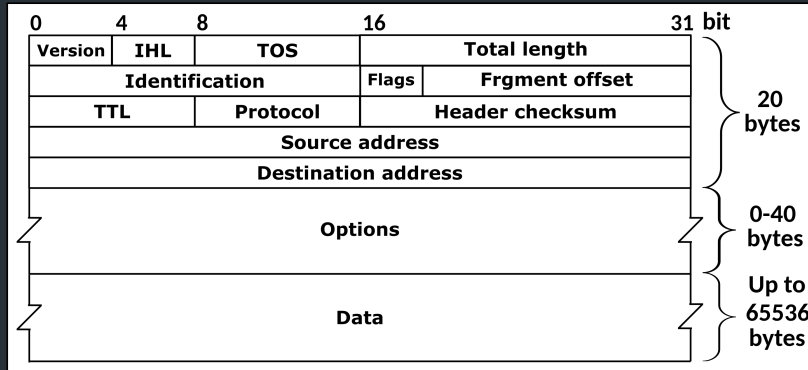 0 4 8 16 31 bit
Version IHL TOS Total length
Identification Flags Frgment offset
TTL Protocol Header checksum
Source address
Destination address
20
bytes
Options
0-40
bytes
Data
Up to
65536
bytes